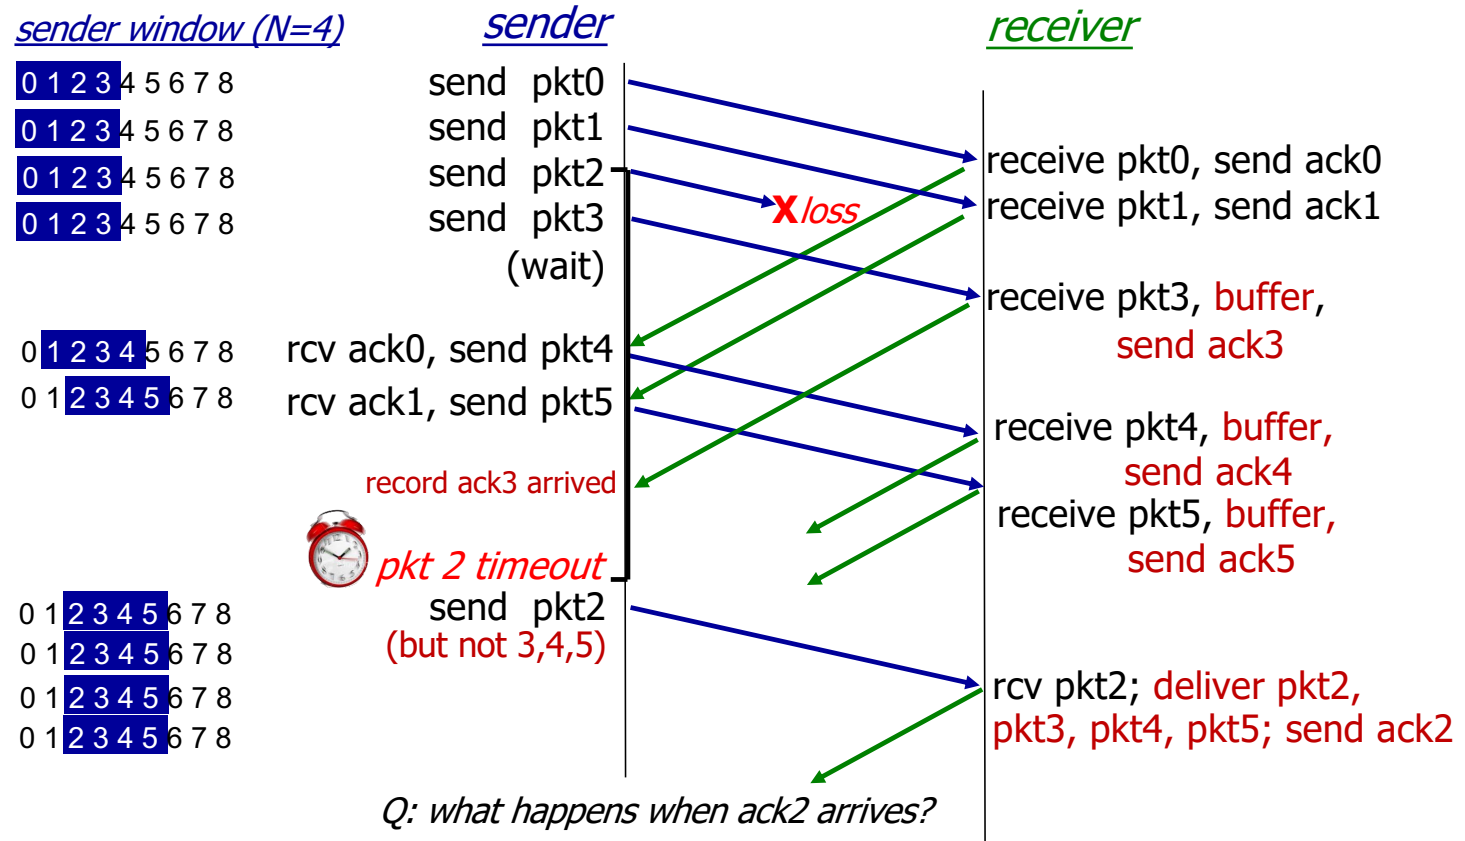 sender window (N=4) sender receiver
0 1 2 3 4 5 6 7 8 send pkt0
0 1 2 3 4 5 6 7 8 send pkt1
receive pkt0, send ack0
0 1 2 3 4 5 6 7 8 send pkt2
X loss
receive pkt1, send ack1
0 1 2 3 4 5 6 7 8 send pkt3
(wait)
receive pkt3, buffer,
send ack3
0 1 2 3 4 5 6 7 8 rcv ack0, send pkt4
0 1 2 3 4 5 6 7 8 rcv ack1, send pkt5
receive pkt4, buffer,
send ack4
record ack3 arrived
receive pkt5, buffer,
send ack5
pkt 2 timeout
0 1 2 3 4 5 6 7 8 send pkt2
0 1 2 3 4 5 6 7 8 (but not 3,4,5)
0 1 2 3 4 5 6 7 8
rcv pkt2; deliver pkt2,
pkt3, pkt4, pkt5; send ack2
0 1 2 3 4 5 6 7 8
Q: what happens when ack2 arrives?